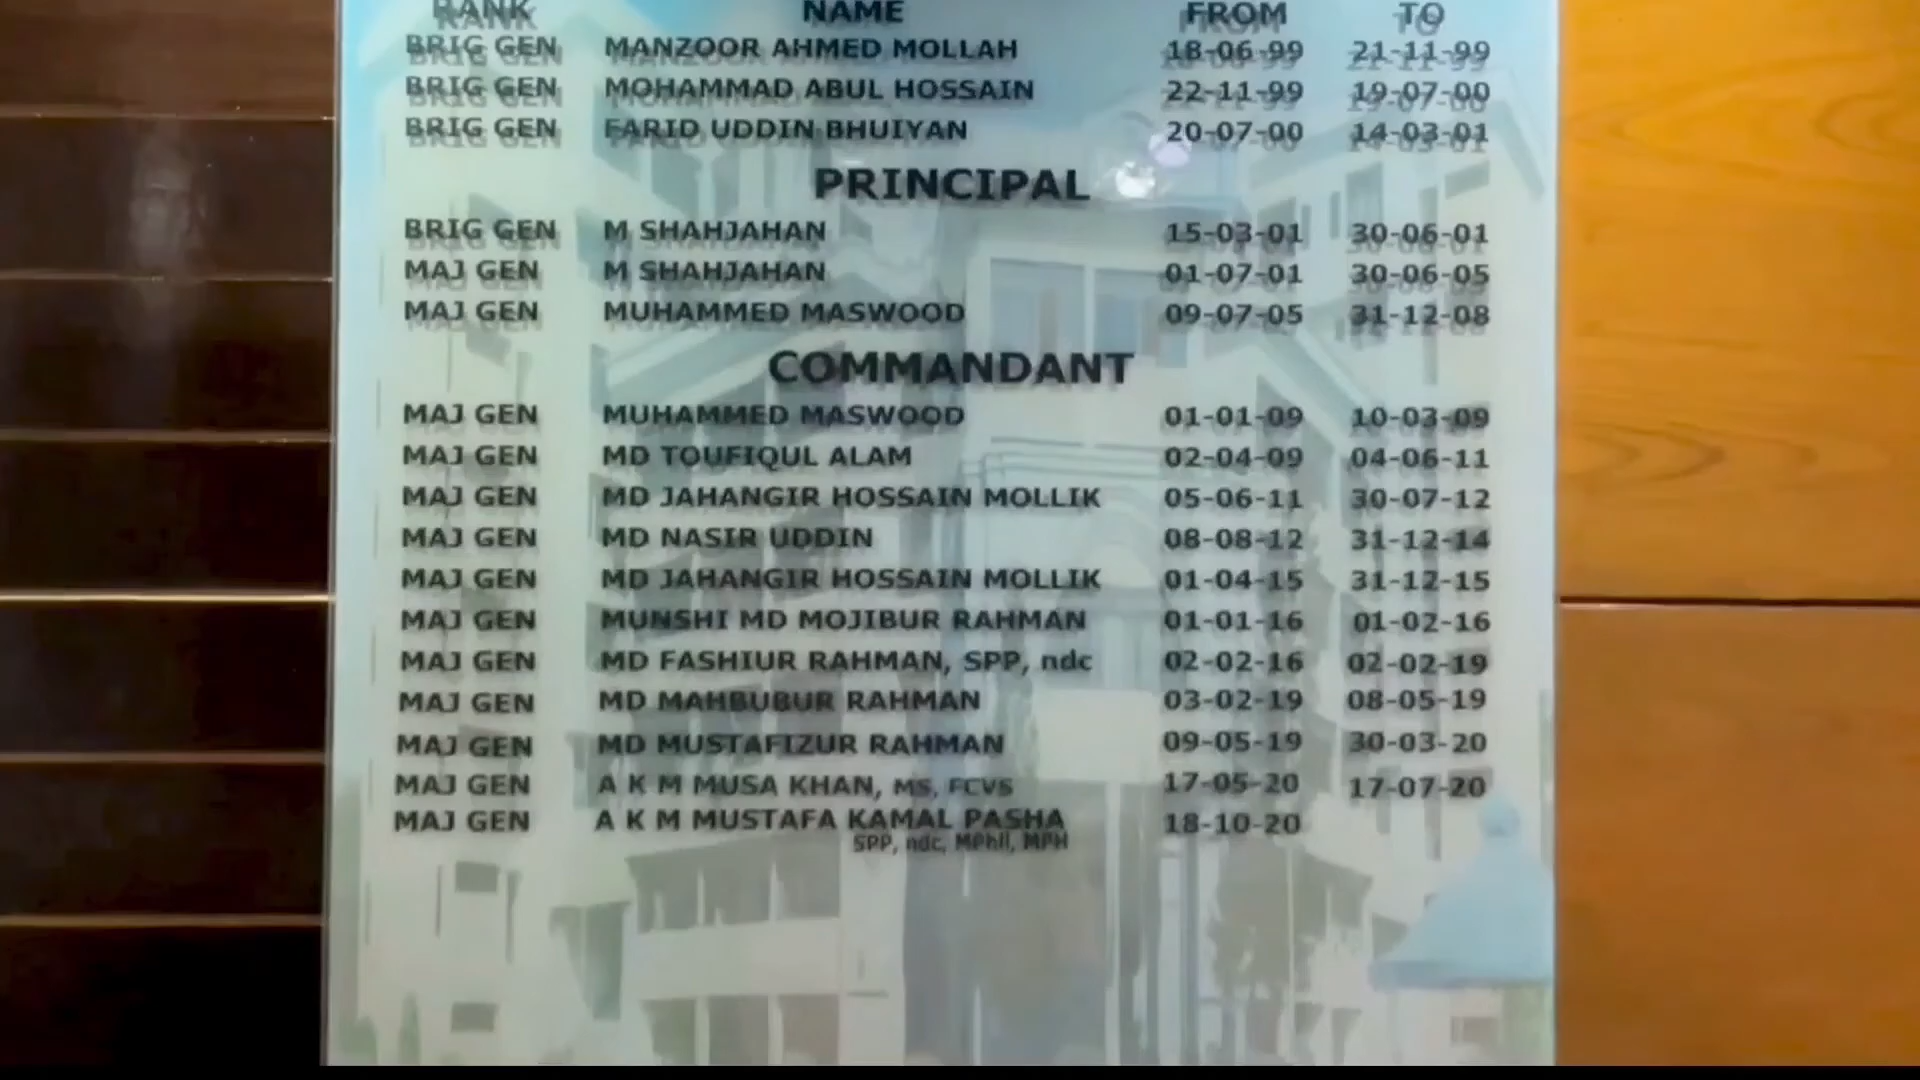 RANK NAME FROM TO
BRIG GEN MANZOOR AHMED MOLLAH 18-06-99 21-11-99
BRIG GEN MOHAMMAD ABUL HOSSAIN 22-11-99 19-07-00
BRIG GEN FARID UDDIN BHUIYAN 20-07-00 14-03-01
PRINCIPAL
BRIG GEN M SHAHJAHAN 15-03-01 30-06-01
MAJ GEN M SHAHJAHAN 01-07-01 30-06-05
MAJ GEN MUHAMMED MASWOOD 09-07-05 31-12-08
COMMANDANT
MAJ GEN MUHAMMED MASWOOD 01-01-09 10-03-09
MAJ GEN MD TOUFIQUL ALAM 02-04-09 04-06-11
MAJ GEN MD JAHANGIR HOSSAIN MOLLIK 05-06-11 30-07-12
MAJ GEN MD NASIR UDDIN 08-08-12 31-12-14
MAJ GEN MD JAHANGIR HOSSAIN MOLLIK 01-04-15 31-12-15
MAJ GEN MUNSHI MD MOJIBUR RAHMAN 01-01-16 01-02-16
MAJ GEN MD FASHIUR RAHMAN, SPP, ndc 02-02-16 02-02-19
MAJ GEN MD MAHBUBUR RAHMAN 03-02-19 08-05-19
MAJ GEN MD MUSTAFIZUR RAHMAN 09-05-19 30-03-20
MAJ GEN A K M MUSA KHAN, MS, FCVS 17-05-20 17-07-20
MAJ GEN A K M MUSTAFA KAMAL PASHA 18-10-20
SPP, ndc, MPhil, MPH